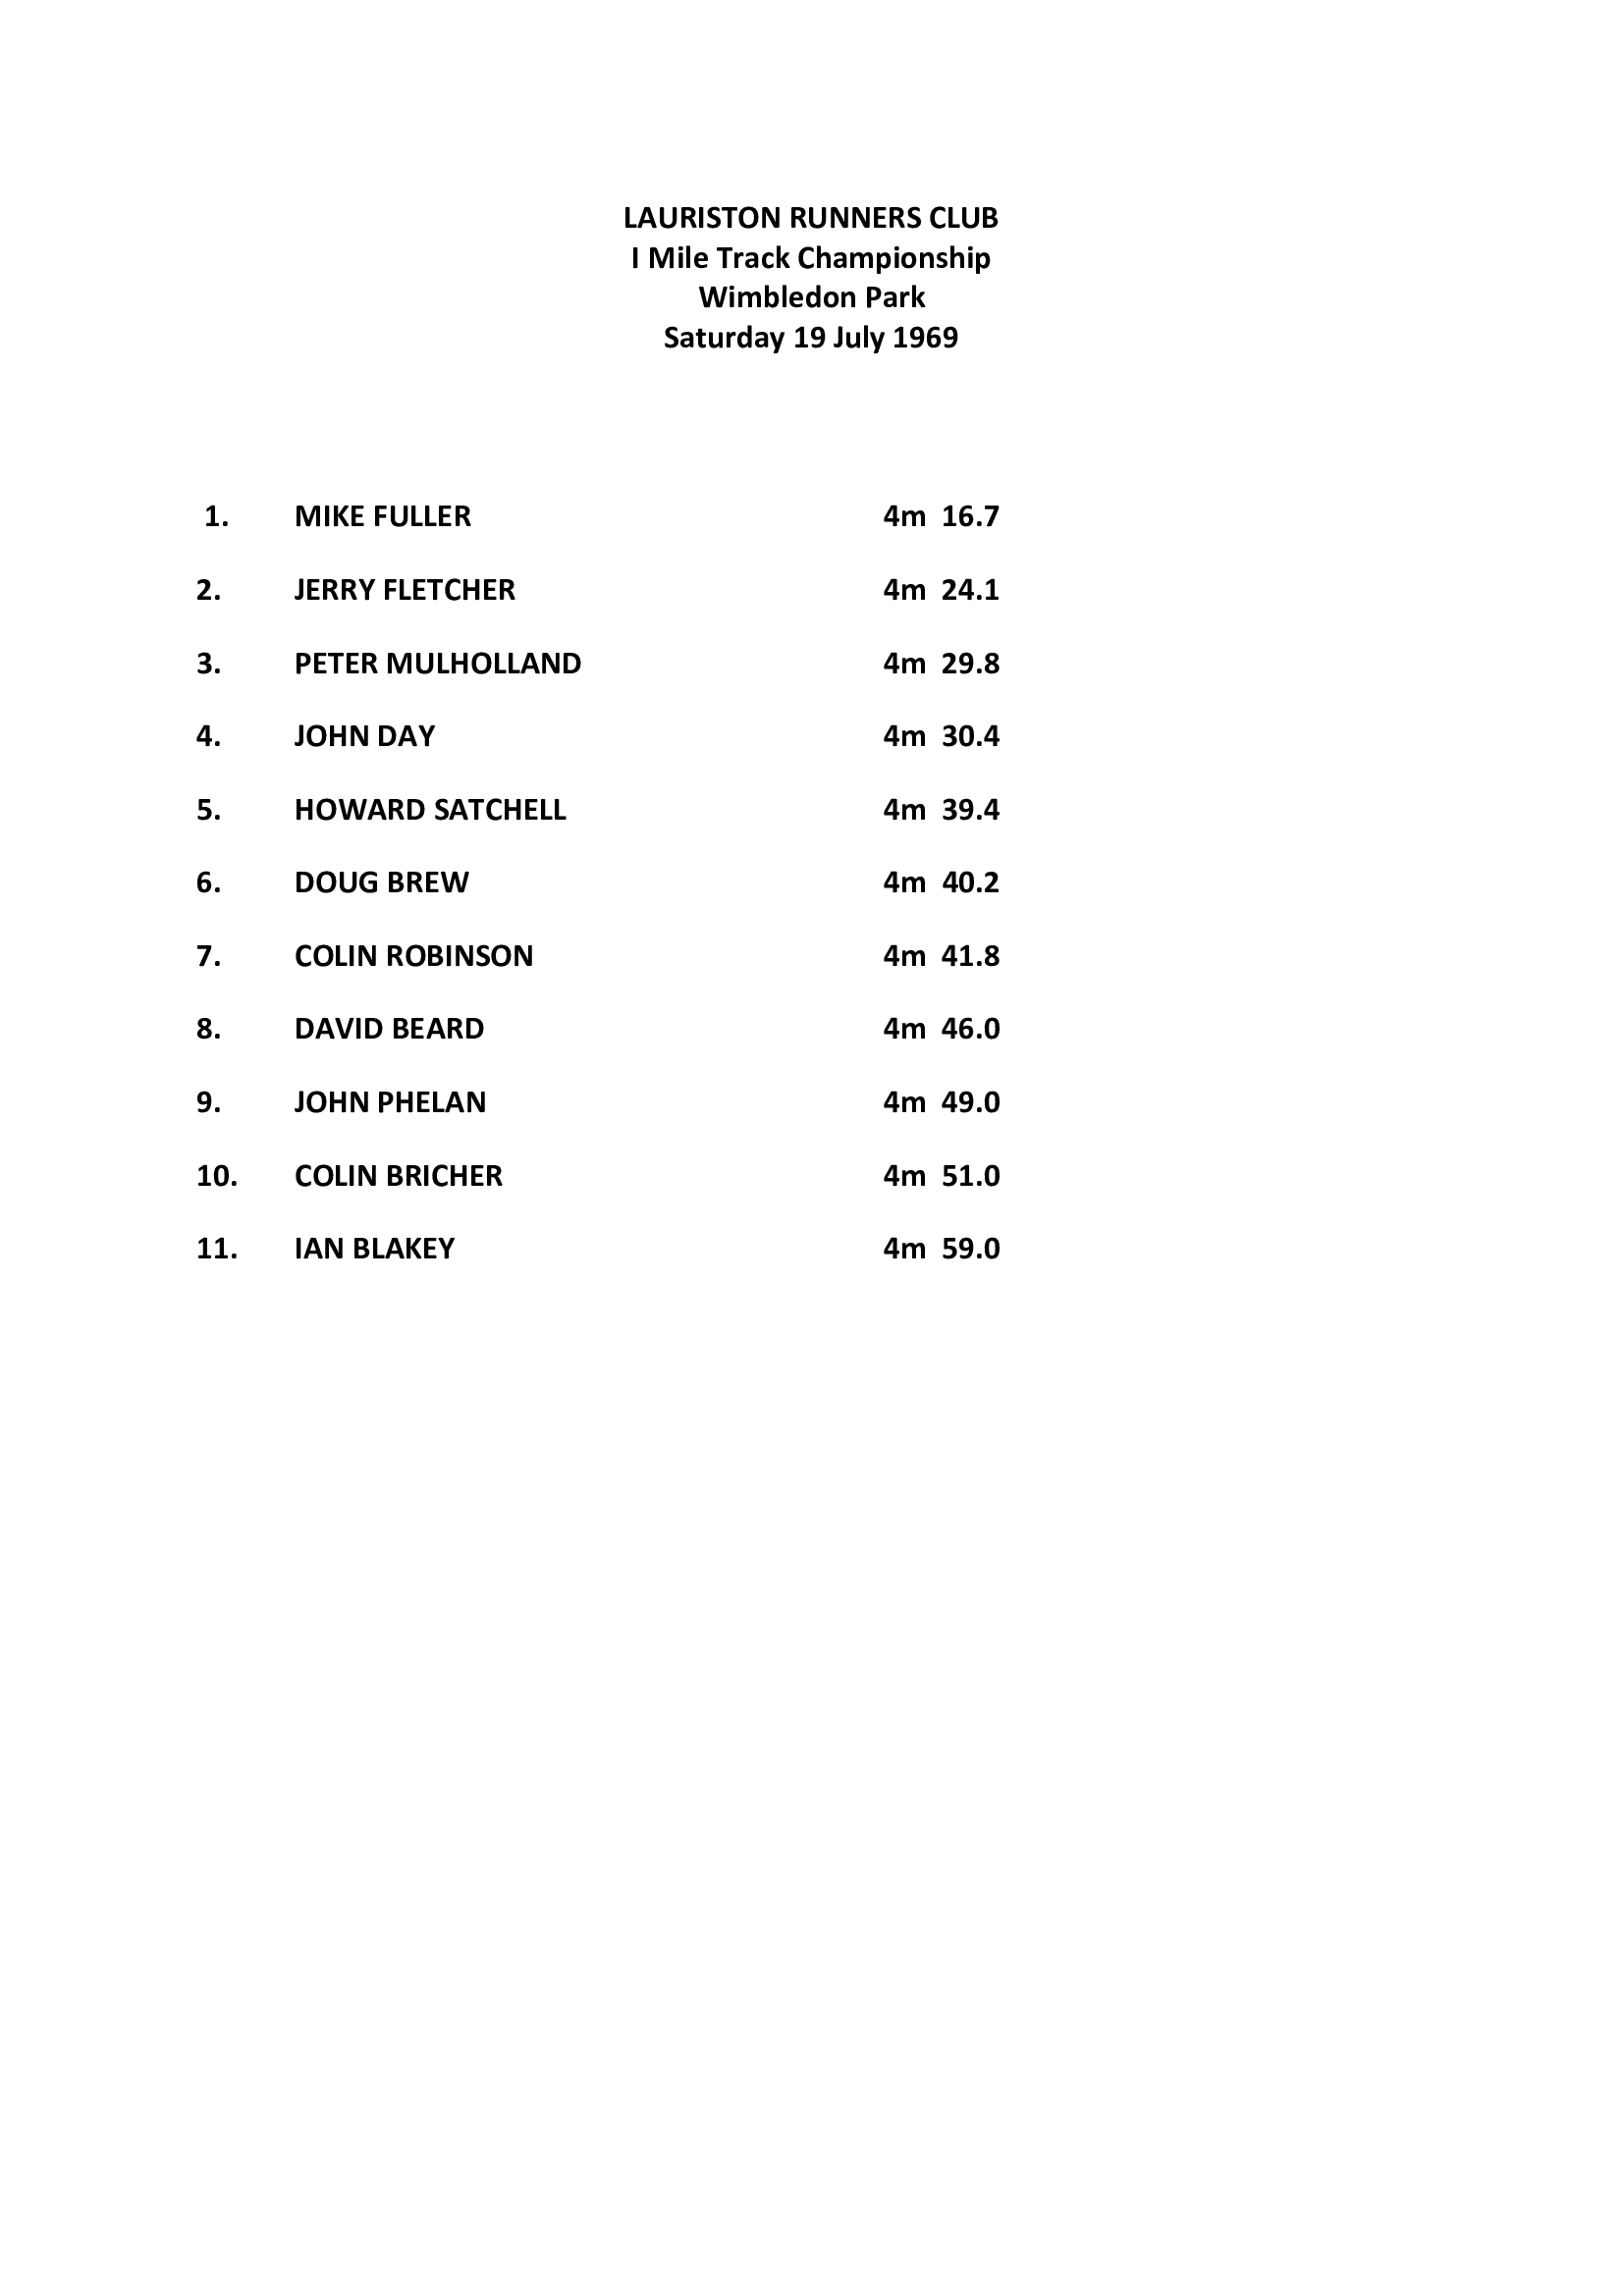 LAURISTON RUNNERS CLUB
I Mile Track Championship
Wimbledon Park
Saturday 19 July 1969
1. MIKE FULLER 4m 16.7
2. JERRY FLETCHER 4m 24.1
3. PETER MULHOLLAND 4m 29.8
4. JOHN DAY 4m 30.4
5. HOWARD SATCHELL 4m 39.4
6. DOUG BREW 4m 40.2
7. COLIN ROBINSON 4m 41.8
8. DAVID BEARD 4m 46.0
9. JOHN PHELAN 4m 49.0
10. COLIN BRICHER 4m 51.0
11. IAN BLAKEY 4m 59.0